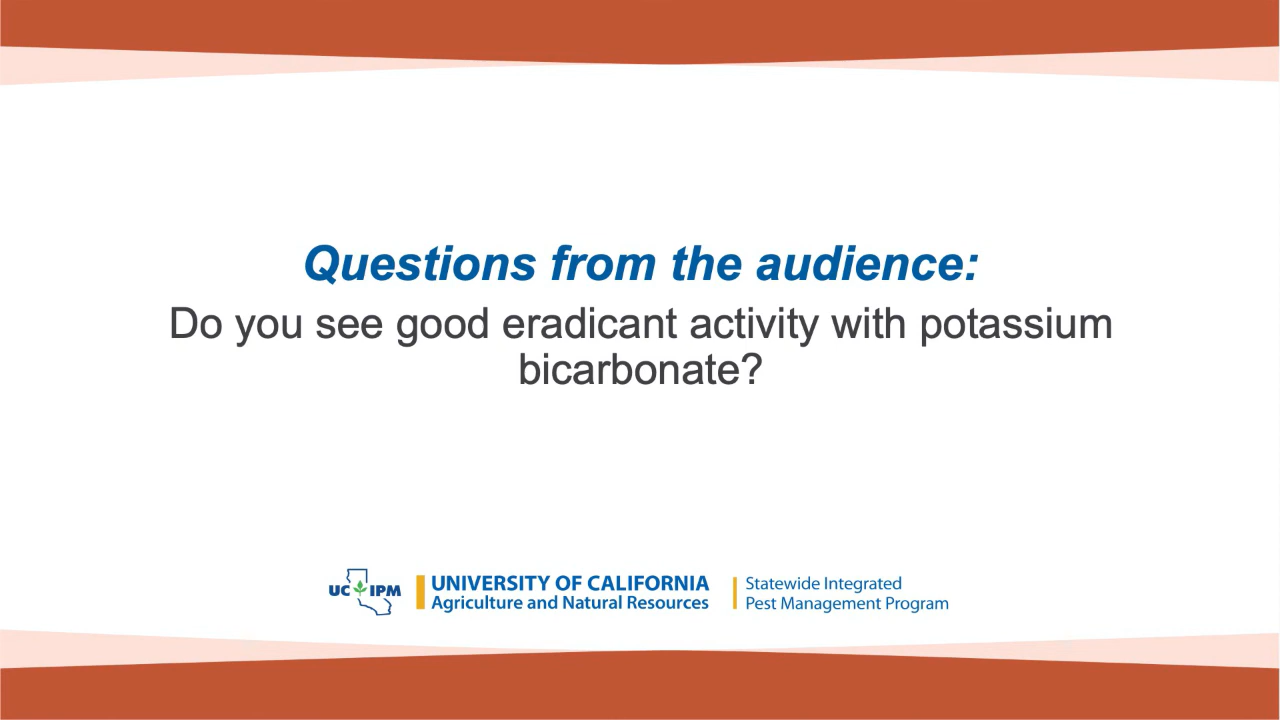 Questions from the audience:
Do you see good eradicant activity with potassium
bicarbonate?
UC IPM
UNIVERSITY OF CALIFORNIA
Agriculture and Natural Resources
Statewide Integrated
Pest Management Program